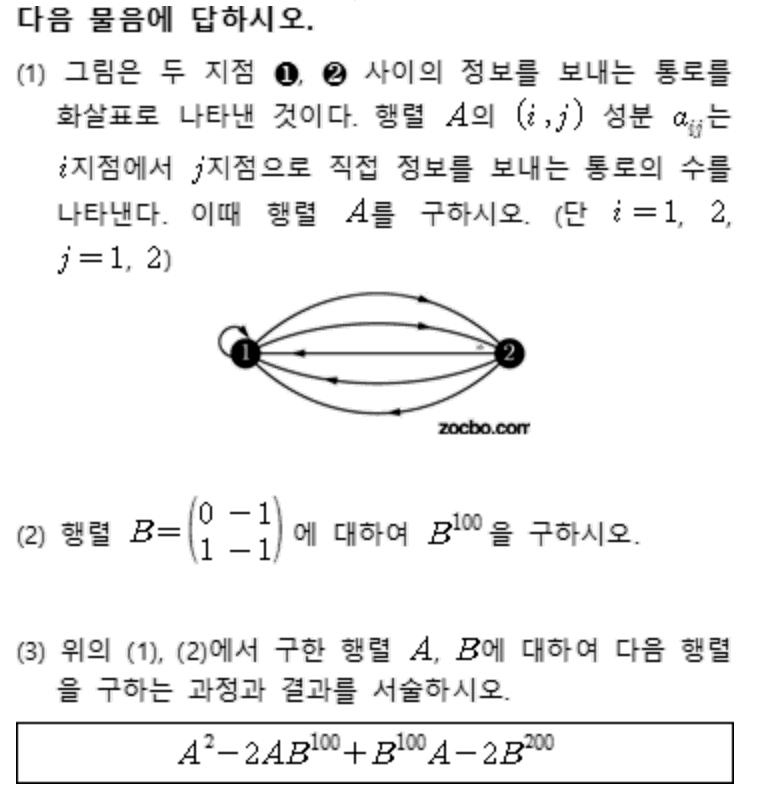 다음 물음에 답하시오.
(1) 그림은 두 지점 ❶, ❷ 사이의 정보를 보내는 통로를
화살표로 나타낸 것이다. 행렬 A의 (i, j) 성분 a_{ij}는
i지점에서 j지점으로 직접 정보를 보내는 통로의 수를
나타낸다. 이때 행렬 A를 구하시오. (단 i=1, 2,
j=1, 2)
1 2
zocbo.com
(2) 행렬 B=\begin{pmatrix} 0 & -1 \\ 1 & -1 \end{pmatrix} 에 대하여 B^{100}을 구하시오.
(3) 위의 (1), (2)에서 구한 행렬 A, B에 대하여 다음 행렬
을 구하는 과정과 결과를 서술하시오.
A^2-2AB^{100}+B^{100}A-2B^{200}